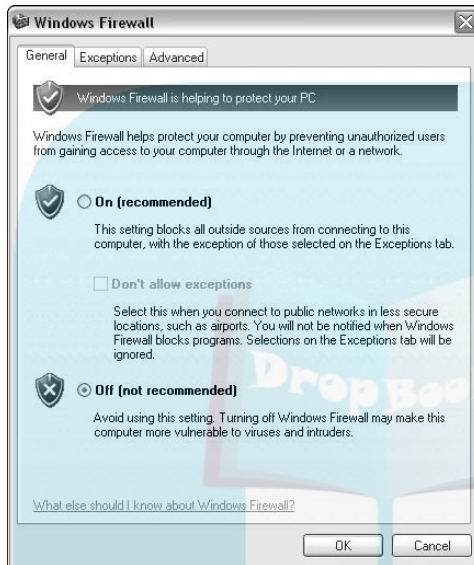 Windows Firewall
General
Exceptions
Advanced
Windows Firewall is helping to protect your PC
Windows Firewall helps protect your computer by preventing unauthorized users
from gaining access to your computer through the Internet or a network.
On (recommended)
This setting blocks all outside sources from connecting to this
computer, with the exception of those selected on the Exceptions tab.
Don't allow exceptions
Select this when you connect to public networks in less secure
locations, such as airports. You will not be notified when Windows
Firewall blocks programs. Selections on the Exceptions tab will be
ignored.
Off (not recommended)
Avoid using this setting. Turning off Windows Firewall may make this
computer more vulnerable to viruses and intruders.
What else should I know about Windows Firewall?
OK
Cancel